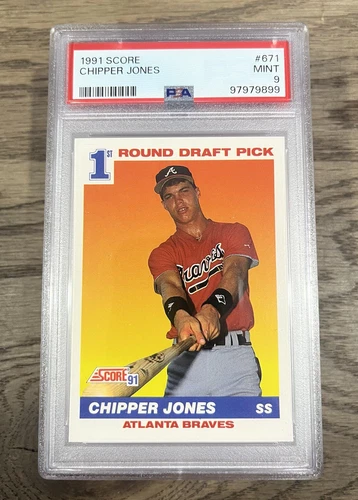 1991 SCORE #671
CHIPPER JONES MINT
9
PSA 97979899
1ST ROUND DRAFT PICK
A
Braves
SCORE 91
CHIPPER JONES SS
ATLANTA BRAVES